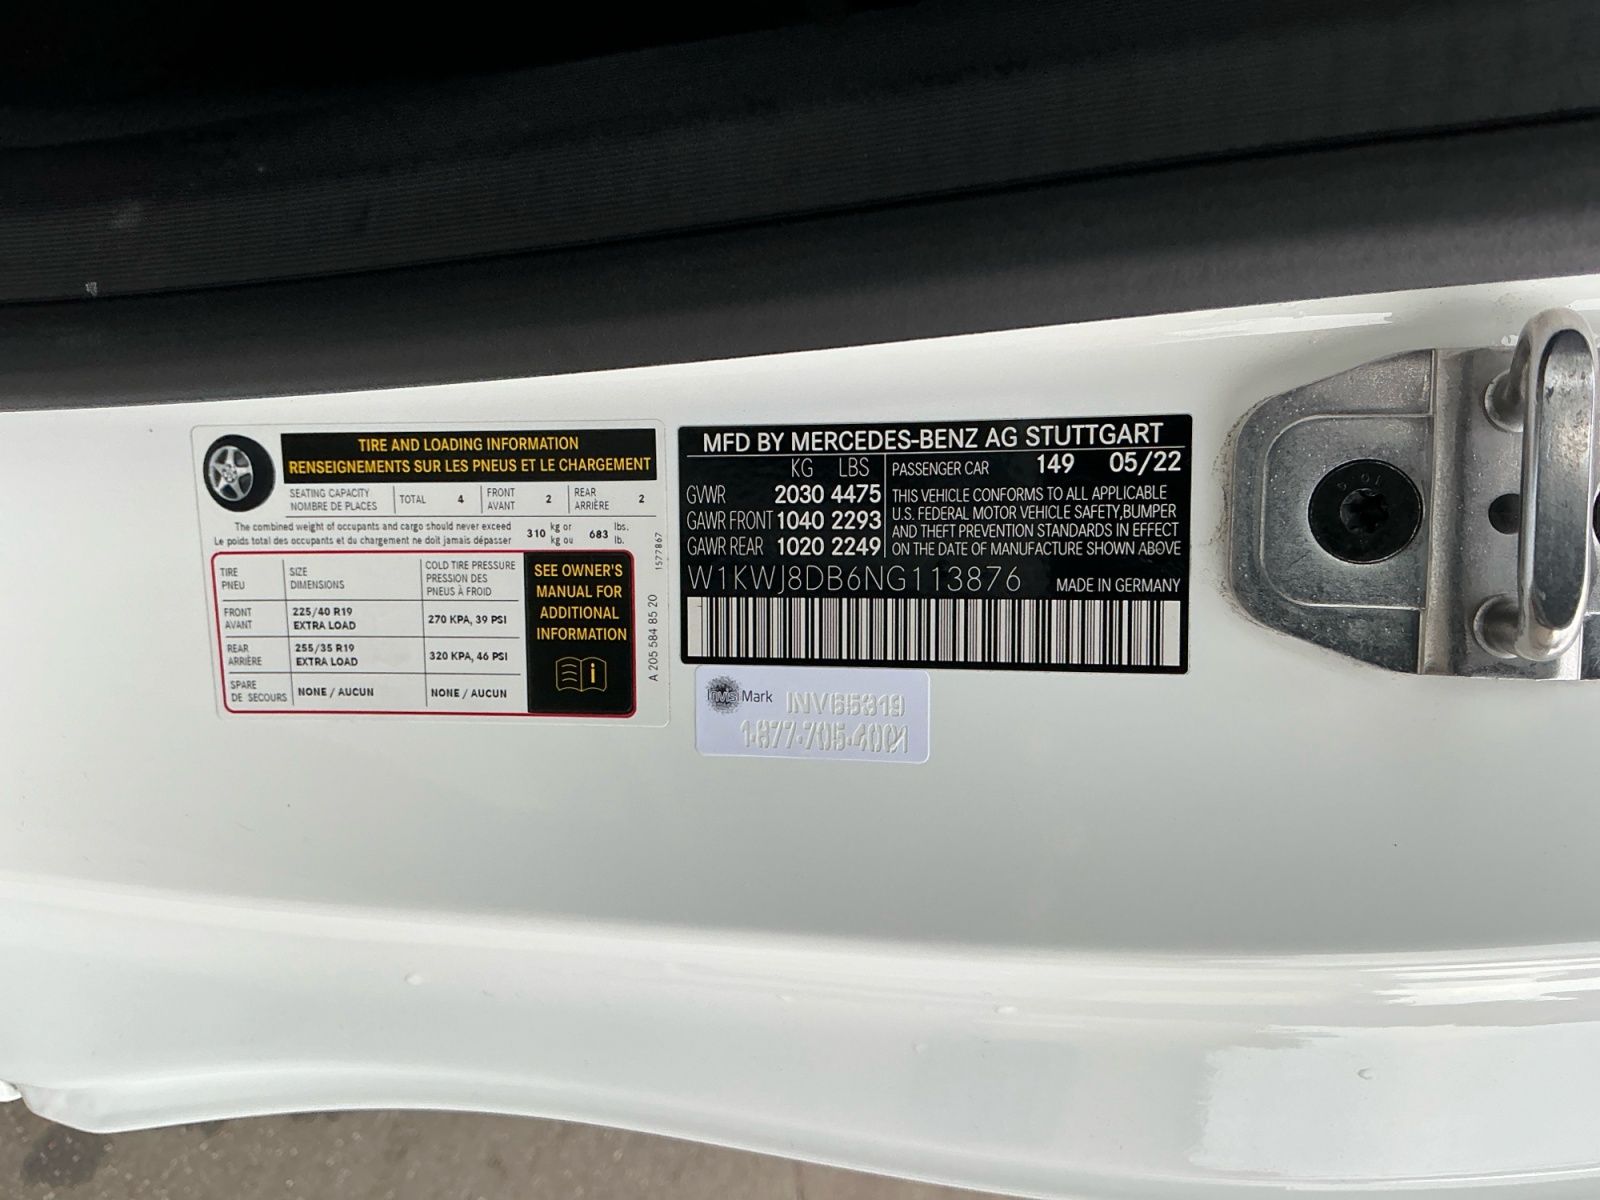 TIRE AND LOADING INFORMATION
RENSEIGNEMENTS SUR LES PNEUS ET LE CHARGEMENT
SEATING CAPACITY
NOMBRE DE PLACES
TOTAL 4
FRONT
AVANT
2
REAR
ARRIÈRE
2
The combined weight of occupants and cargo should never exceed
Le poids total des occupants et du chargement ne doit jamais dépasser
310 kg or
kg ou
683 lbs.
lb.
TIRE
PNEU
SIZE
DIMENSIONS
COLD TIRE PRESSURE
PRESSION DES
PNEUS À FROID
FRONT
AVANT
225/40 R19
EXTRA LOAD
270 KPA, 39 PSI
REAR
ARRIÈRE
255/35 R19
EXTRA LOAD
320 KPA, 46 PSI
SPARE
DE SECOURS
NONE / AUCUN
NONE / AUCUN
SEE OWNER'S
MANUAL FOR
ADDITIONAL
INFORMATION
i
A 205 584 85 20
1577867
MFD BY MERCEDES-BENZ AG STUTTGART
KG LBS
GVWR 2030 4475
GAWR FRONT 1040 2293
GAWR REAR 1020 2249
PASSENGER CAR 149 05/22
THIS VEHICLE CONFORMS TO ALL APPLICABLE
U.S. FEDERAL MOTOR VEHICLE SAFETY,BUMPER
AND THEFT PREVENTION STANDARDS IN EFFECT
ON THE DATE OF MANUFACTURE SHOWN ABOVE
W1KWJ8DB6NG113876
MADE IN GERMANY
InvisiMark
1-877-705-4001